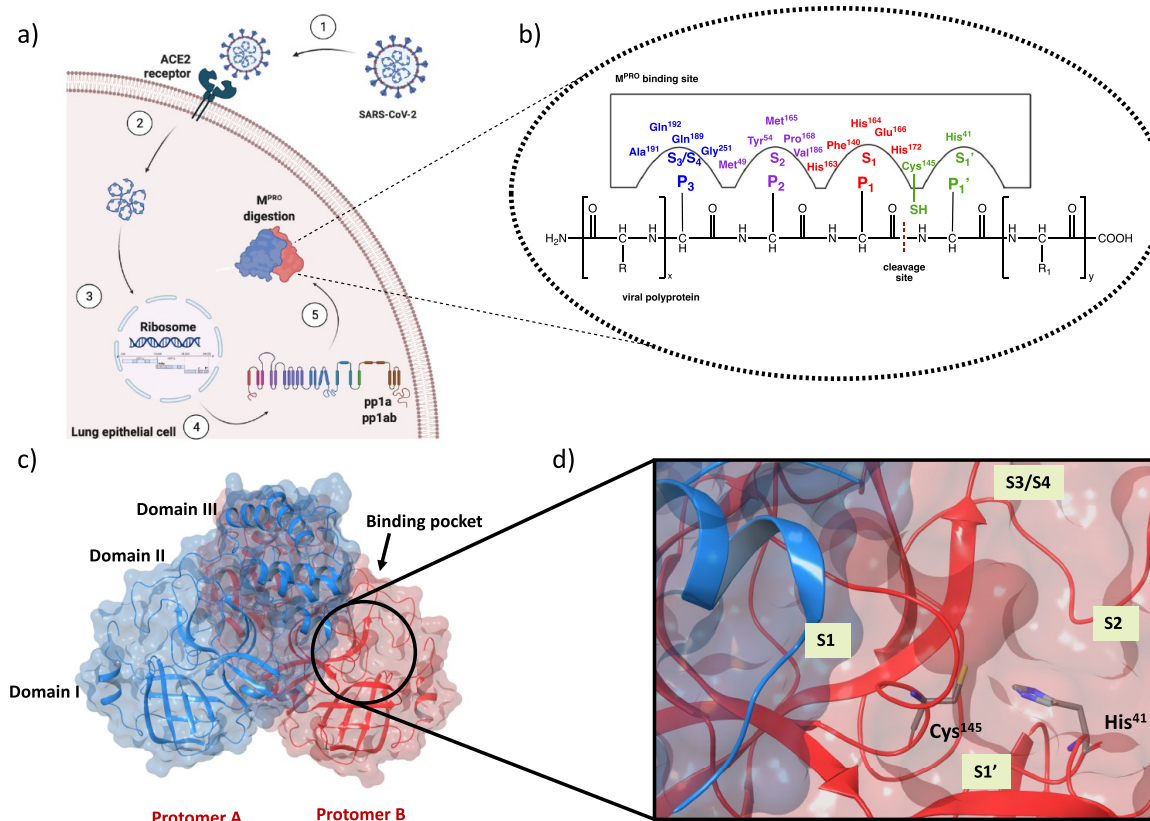 a)
1
ACE2
receptor
SARS-CoV-2
2
M^PRO
digestion
3
5
Ribosome
pp1a
pp1ab
4
Lung epithelial cell
b)
M^PRO binding site
Ala^191 Gln^192 Gln^189 Gly^251 Met^49 Tyr^54 Met^165 Pro^168 Val^186 His^163 Phe^140 His^164 Glu^166 His^172 Cys^145 His^41
S3/S4 S2 S1 S1'
P3 P2 P1 P1'
SH
O H O H O H O H O
H2N C N C N C N C N C COOH
H H H H H H H H
R x R1 y
cleavage
site
viral polyprotein
c)
Domain III
Binding pocket
Domain II
Domain I
Protomer A Protomer B
d)
S3/S4
S2
S1
Cys^145
His^41
S1'